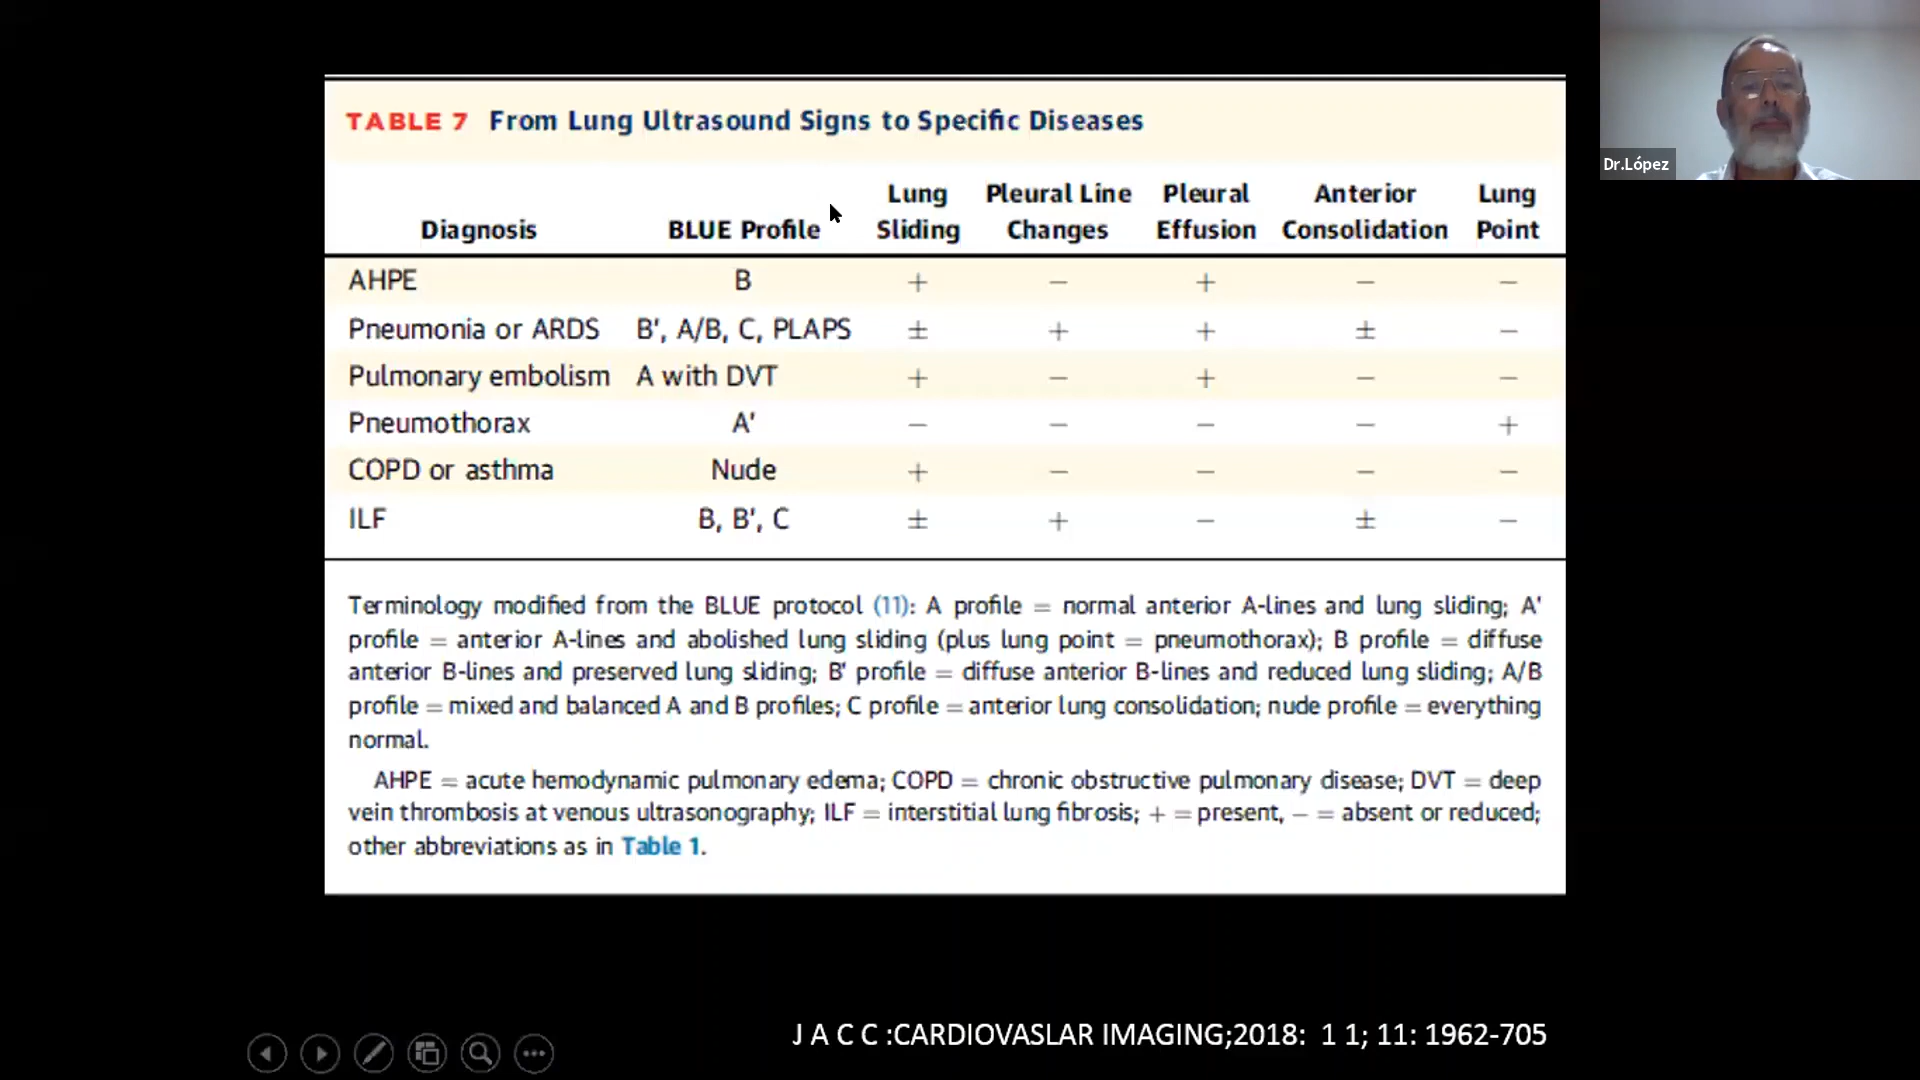 TABLE 7 From Lung Ultrasound Signs to Specific Diseases
Diagnosis BLUE Profile Lung Sliding Pleural Line Changes Pleural Effusion Anterior Consolidation Lung Point
AHPE B + − + − −
Pneumonia or ARDS B′, A/B, C, PLAPS ± + + ± −
Pulmonary embolism A with DVT + − + − −
Pneumothorax A′ − − − − +
COPD or asthma Nude + − − − −
ILF B, B′, C ± + − ± −
Terminology modified from the BLUE protocol (11): A profile = normal anterior A-lines and lung sliding; A′
profile = anterior A-lines and abolished lung sliding (plus lung point = pneumothorax); B profile = diffuse
anterior B-lines and preserved lung sliding; B′ profile = diffuse anterior B-lines and reduced lung sliding; A/B
profile = mixed and balanced A and B profiles; C profile = anterior lung consolidation; nude profile = everything
normal.
AHPE = acute hemodynamic pulmonary edema; COPD = chronic obstructive pulmonary disease; DVT = deep
vein thrombosis at venous ultrasonography; ILF = interstitial lung fibrosis; + = present, − = absent or reduced;
other abbreviations as in Table 1.
J A C C :CARDIOVASLAR IMAGING;2018: 1 1; 11: 1962-705
Dr.López